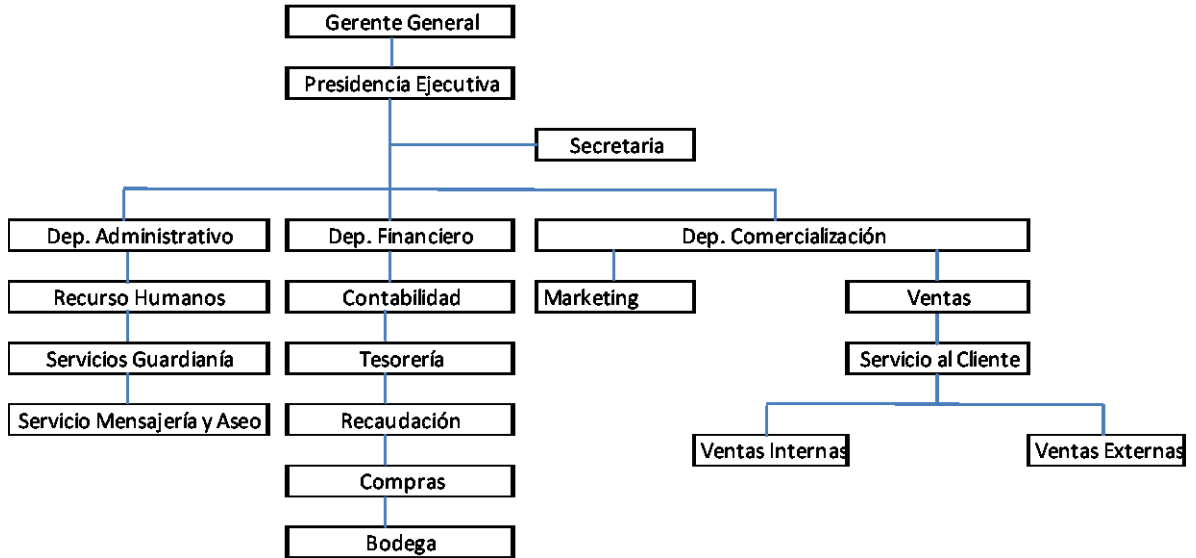 Gerente General
Presidencia Ejecutiva
Secretaria
Dep. Administrativo
Dep. Financiero
Dep. Comercialización
Recurso Humanos
Contabilidad
Marketing
Ventas
Servicios Guardianía
Tesorería
Servicio al Cliente
Servicio Mensajería y Aseo
Recaudación
Ventas Internas
Ventas Externas
Compras
Bodega